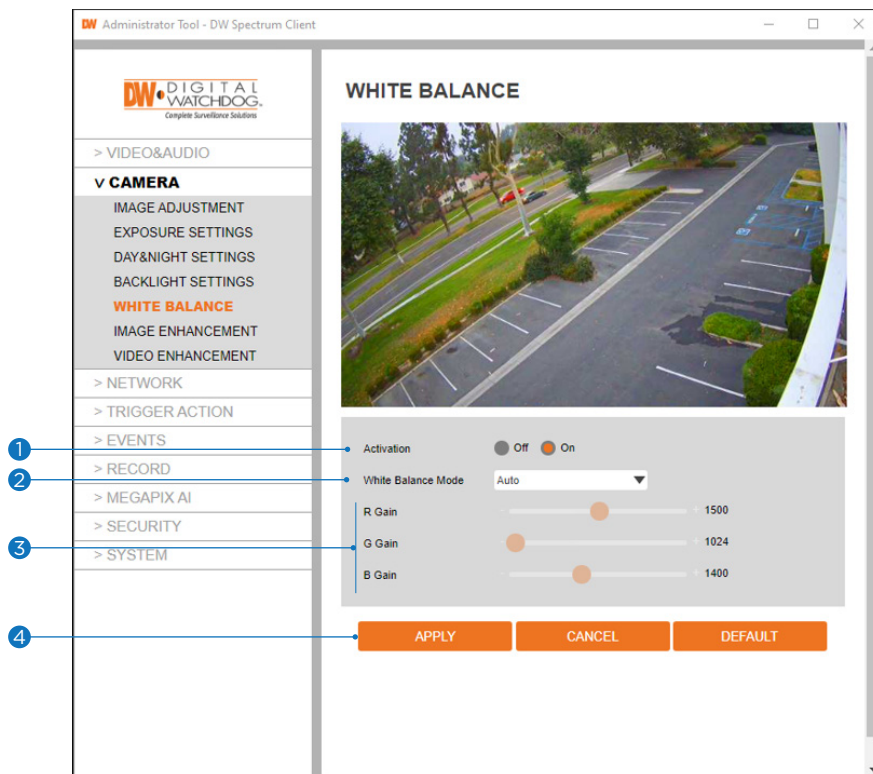 DW Administrator Tool - DW Spectrum Client
DW DIGITAL
WATCHDOG®
Complete Surveillance Solutions
> VIDEO&AUDIO
v CAMERA
IMAGE ADJUSTMENT
EXPOSURE SETTINGS
DAY&NIGHT SETTINGS
BACKLIGHT SETTINGS
WHITE BALANCE
IMAGE ENHANCEMENT
VIDEO ENHANCEMENT
> NETWORK
> TRIGGER ACTION
> EVENTS
> RECORD
> MEGAPIX AI
> SECURITY
> SYSTEM
WHITE BALANCE
1 Activation Off On
2 White Balance Mode Auto
R Gain - + 1500
3 G Gain - + 1024
B Gain - + 1400
4 APPLY CANCEL DEFAULT